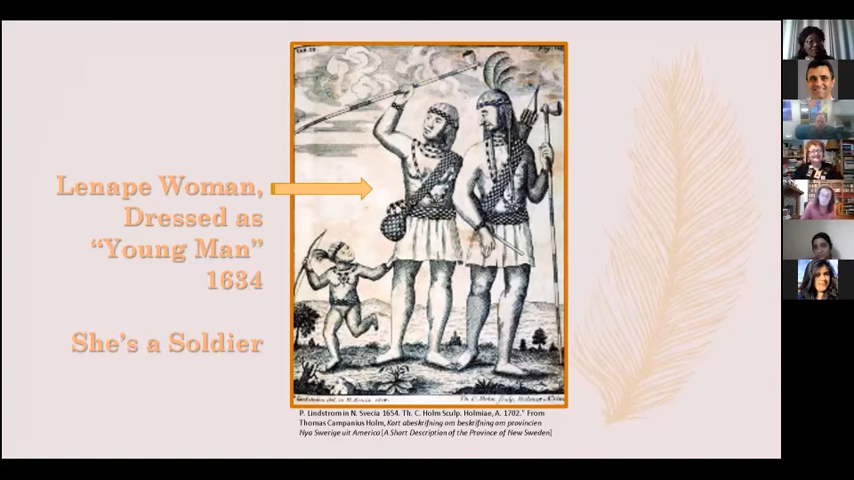 Lenape Woman,
Dressed as
“Young Man”
1634
She’s a Soldier
P. Lindstrom in N. Svecia 1654. Th. C. Holm Sculp. Holmiae, A. 1702." From
Thomas Campanius Holm, Kort abeskrifning om beskrifning om provincien
Nya Swerige uit America [A Short Description of the Province of New Sweden]